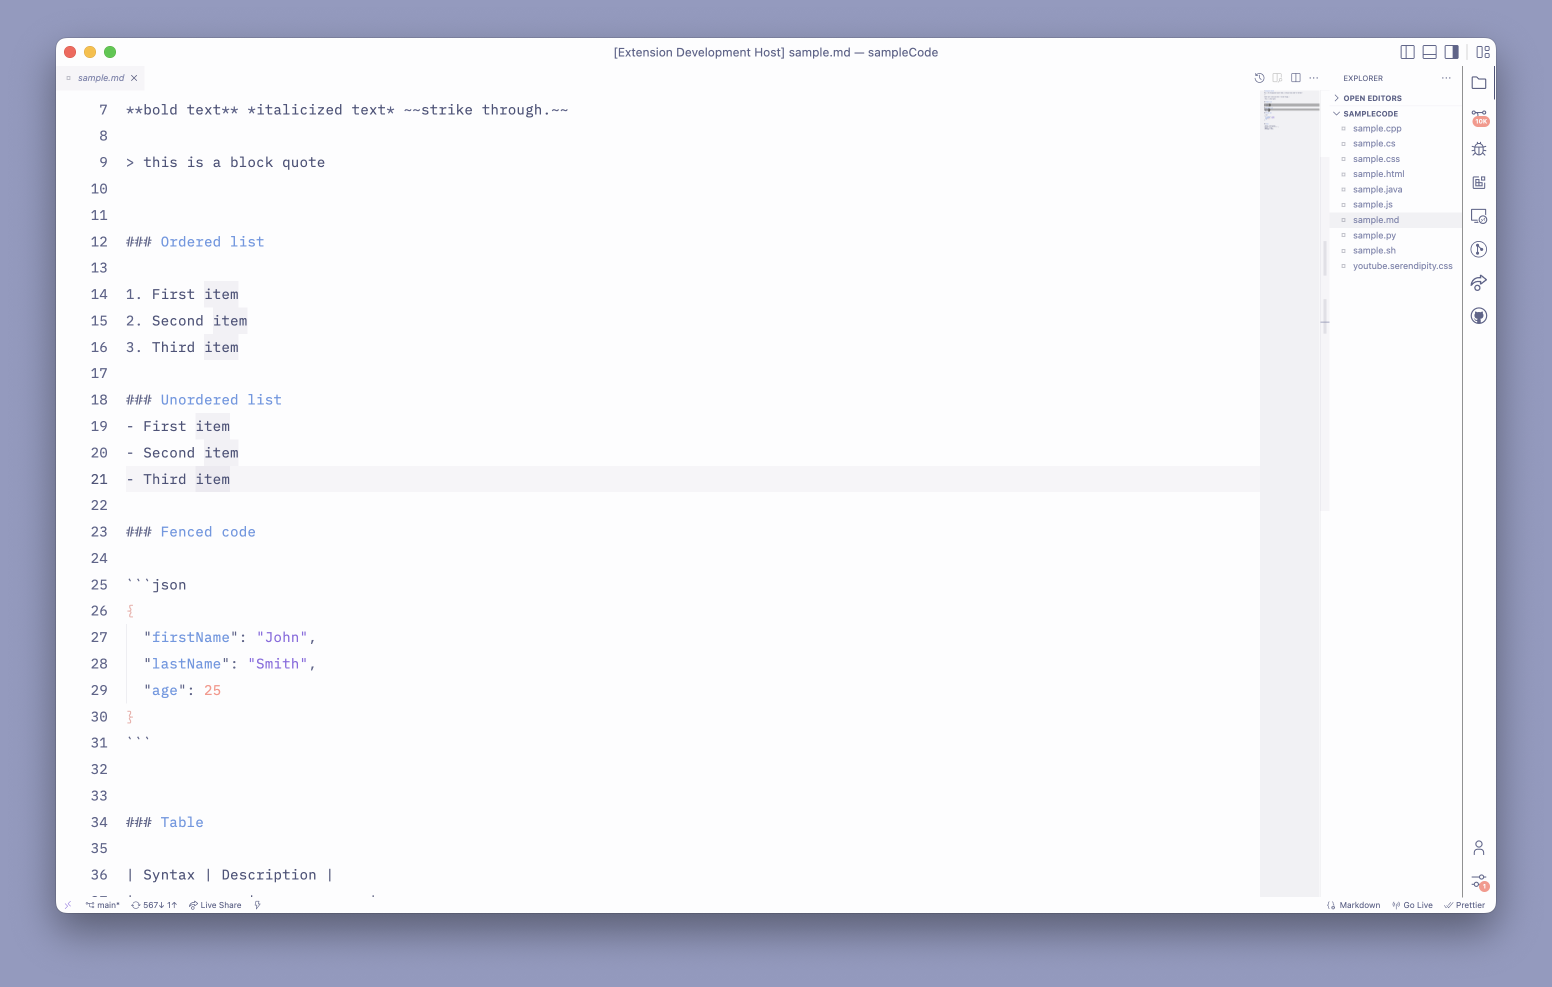 [Extension Development Host] sample.md — sampleCode
sample.md
EXPLORER
7 **bold text** *italicized text* ~~strike through.~~
8
9 > this is a block quote
10
11
12 ### Ordered list
13
14 1. First item
15 2. Second item
16 3. Third item
17
18 ### Unordered list
19 - First item
20 - Second item
21 - Third item
22
23 ### Fenced code
24
25 ```json
26 {
27 "firstName": "John",
28 "lastName": "Smith",
29 "age": 25
30 }
31 ```
32
33
34 ### Table
35
36 | Syntax | Description |
OPEN EDITORS
SAMPLECODE
sample.cpp
sample.cs
sample.css
sample.html
sample.java
sample.js
sample.md
sample.py
sample.sh
youtube.serendipity.css
10K
1
main* 567↓ 1↑ Live Share
Markdown Go Live Prettier